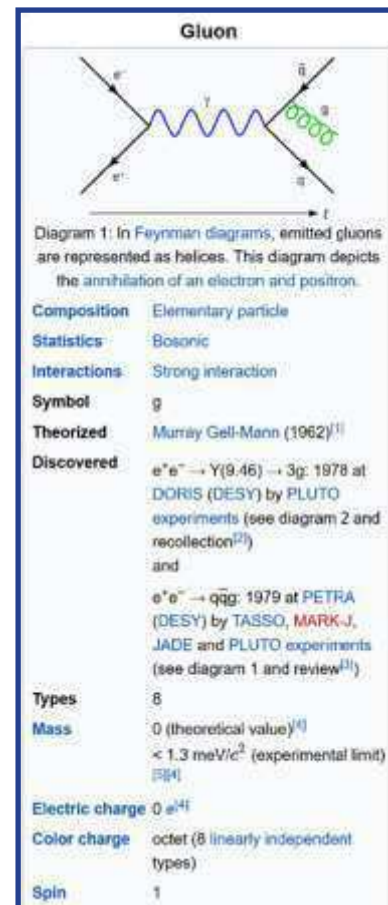 Gluon
e⁻
γ
q̄
g
e⁺
q
t
Diagram 1: In Feynman diagrams, emitted gluons
are represented as helices. This diagram depicts
the annihilation of an electron and positron.
Composition Elementary particle
Statistics Bosonic
Interactions Strong interaction
Symbol g
Theorized Murray Gell-Mann (1962)[1]
Discovered e⁺e⁻ → Υ(9.46) → 3g: 1978 at
DORIS (DESY) by PLUTO
experiments (see diagram 2 and
recollection[2])
and
e⁺e⁻ → qq̄g: 1979 at PETRA
(DESY) by TASSO, MARK-J,
JADE and PLUTO experiments
(see diagram 1 and review[3])
Types 8
Mass 0 (theoretical value)[4]
< 1.3 meV/c² (experimental limit)
[5][4]
Electric charge 0 e[4]
Color charge octet (8 linearly independent
types)
Spin 1